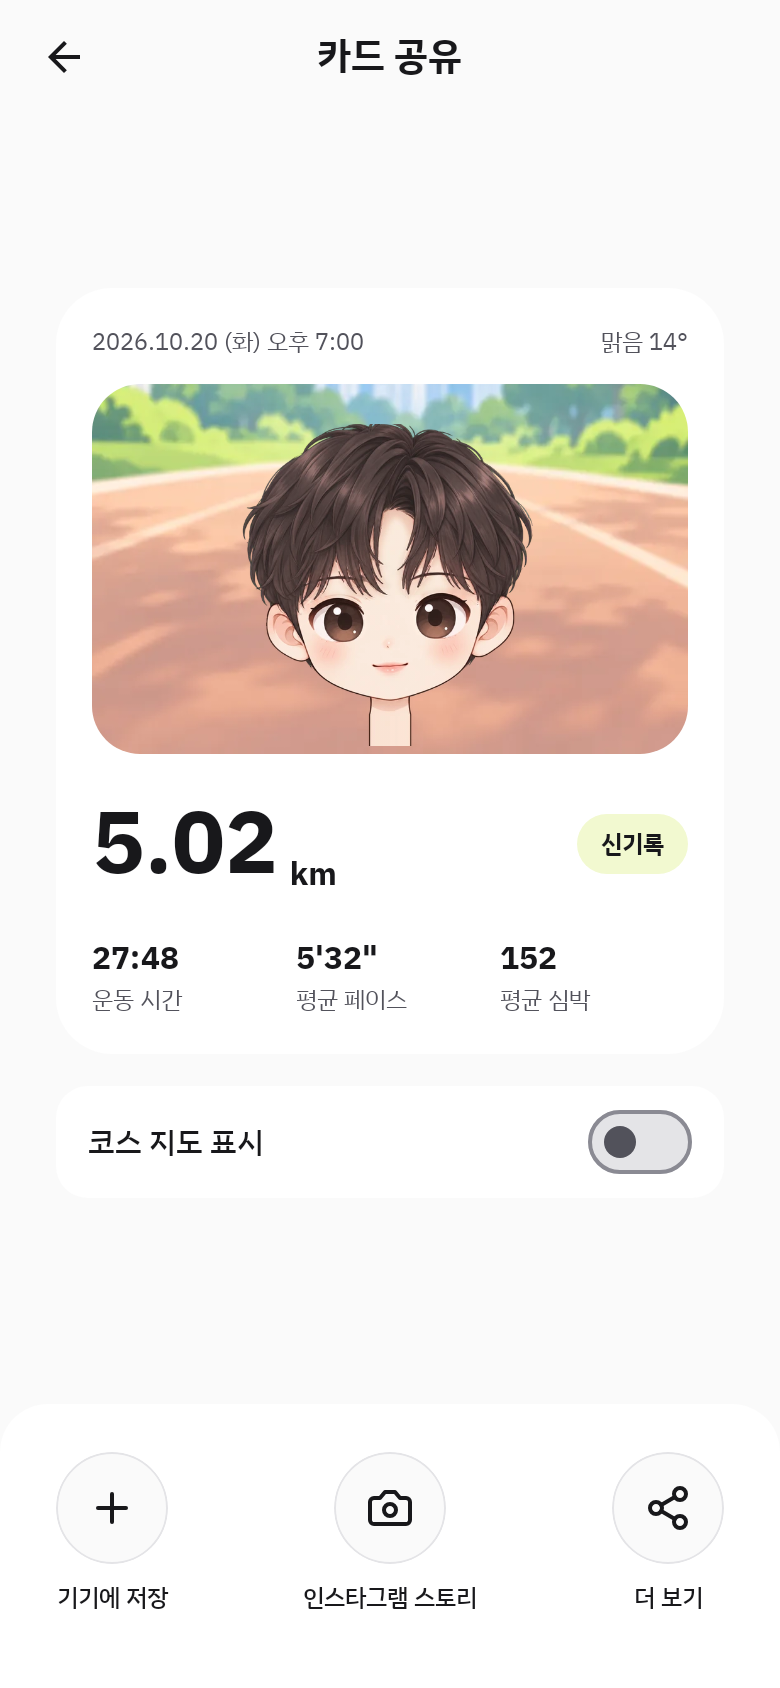 카드 공유
2026.10.20 (화) 오후 7:00 맑음 14°
5.02 km 신기록
27:48 5'32" 152
운동 시간 평균 페이스 평균 심박
코스 지도 표시
기기에 저장 인스타그램 스토리 더 보기